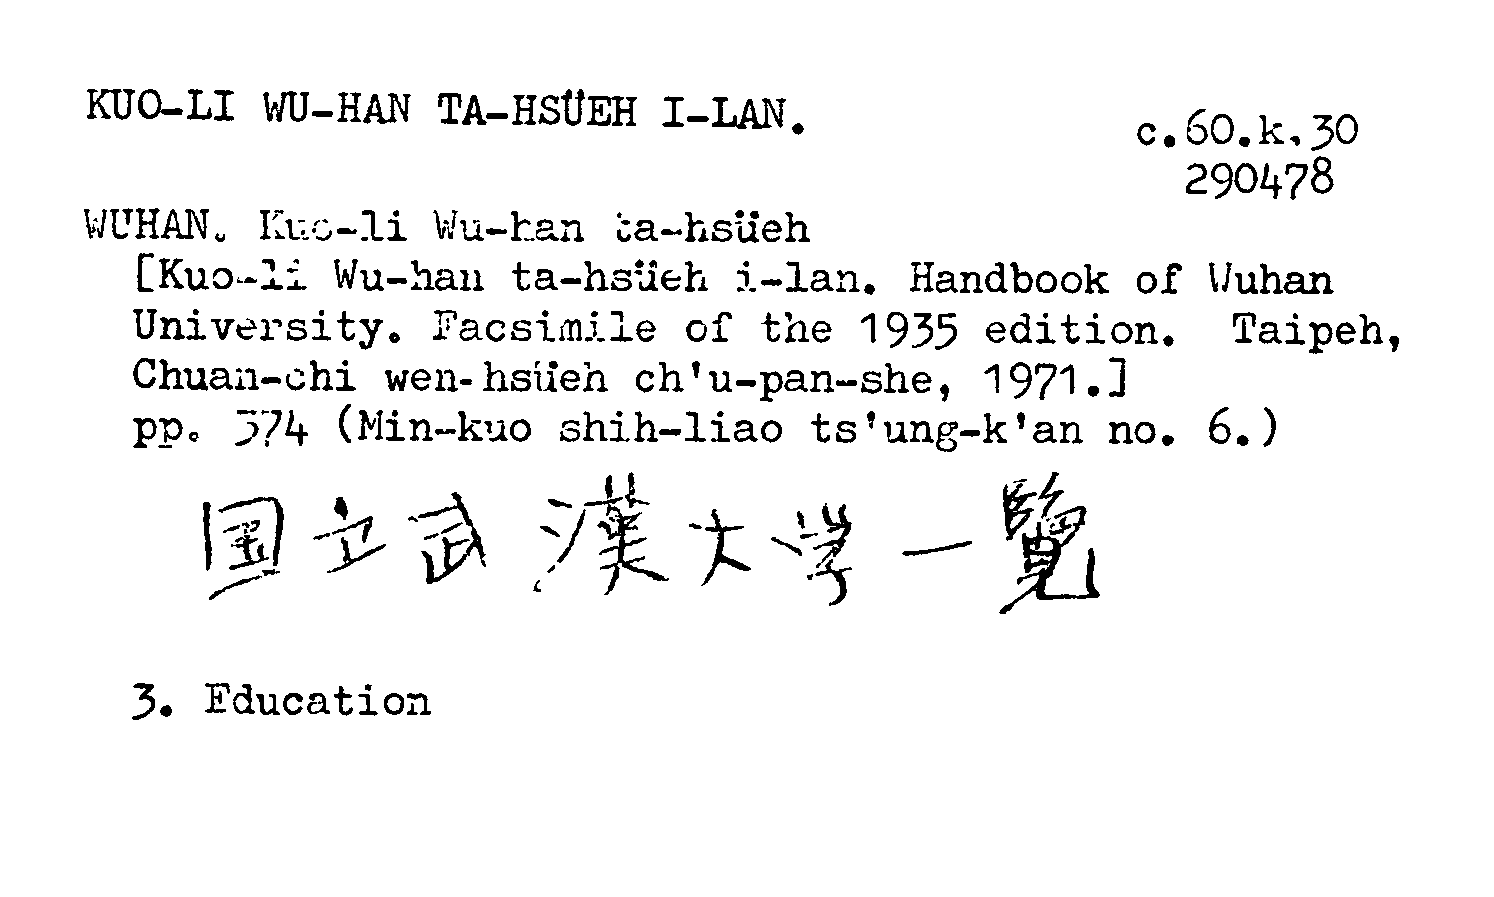 KUO-LI WU-HAN TA-HSÜEH I-LAN.
c.60.k.30
290478
WUHAN. Kuo-li Wu-han ta-hsüeh
[Kuo-li Wu-han ta-hsüeh i-lan. Handbook of Wuhan
University. Facsimile of the 1935 edition. Taipeh,
Chuan-chi wen-hsüeh ch'u-pan-she, 1971.]
pp. 374 (Min-kuo shih-liao ts'ung-k'an no. 6.)
国立武漢大学一覽
3. Education